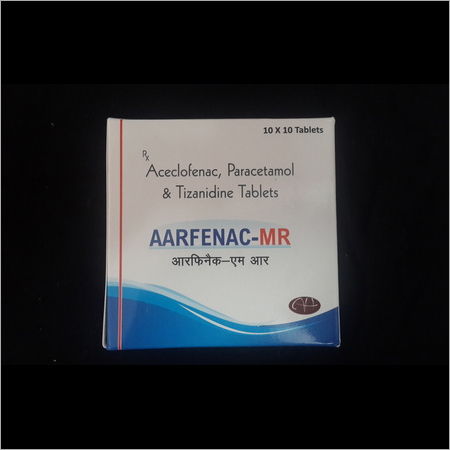 10 X 10 Tablets
Rx
Aceclofenac, Paracetamol
& Tizanidine Tablets
AARFENAC-MR
आरफिनैक–एम आर